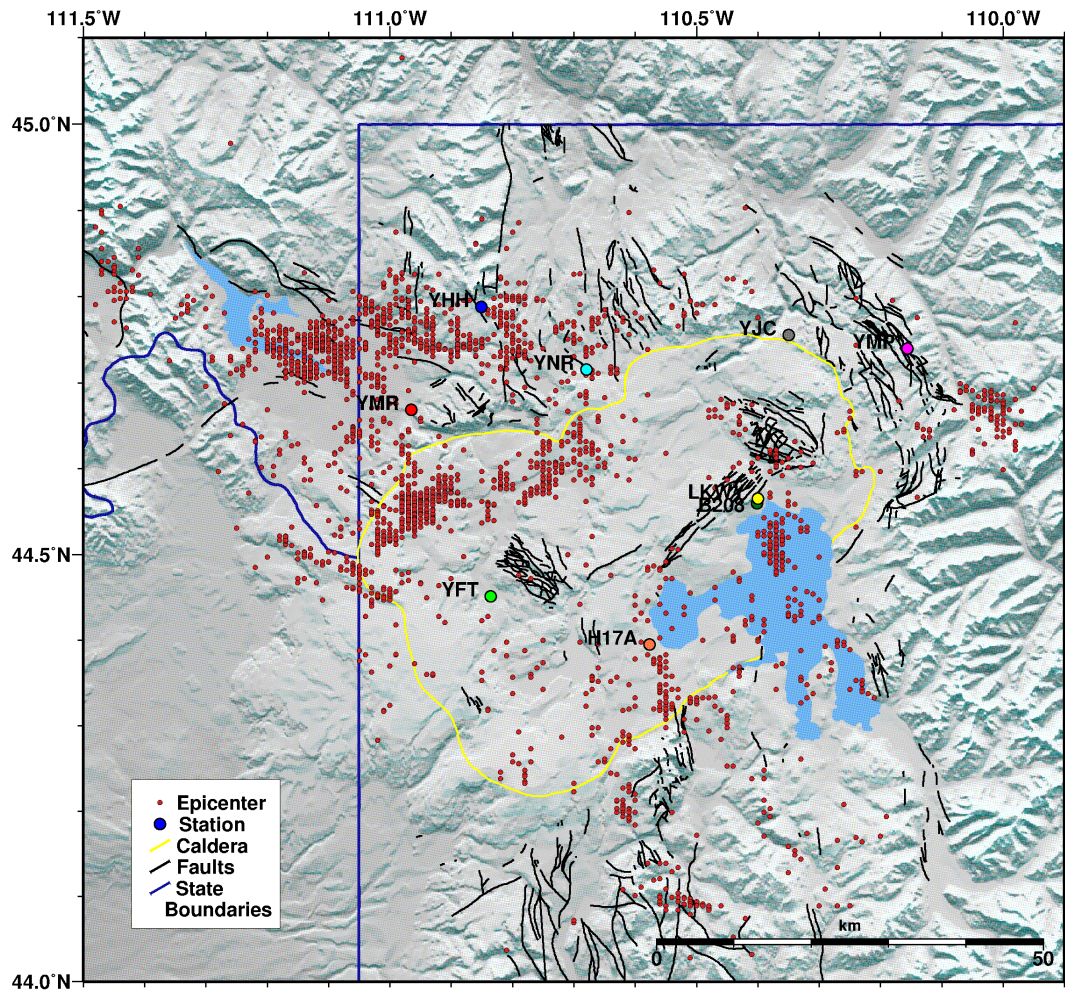 111.5°W 111.0°W 110.5°W 110.0°W
45.0°N
YHH
YJC
YMP
YNR
YMR
LKWY
B208
44.5°N
YFT
H17A
Epicenter
Station
Caldera
Faults
State
Boundaries
km
0 50
44.0°N